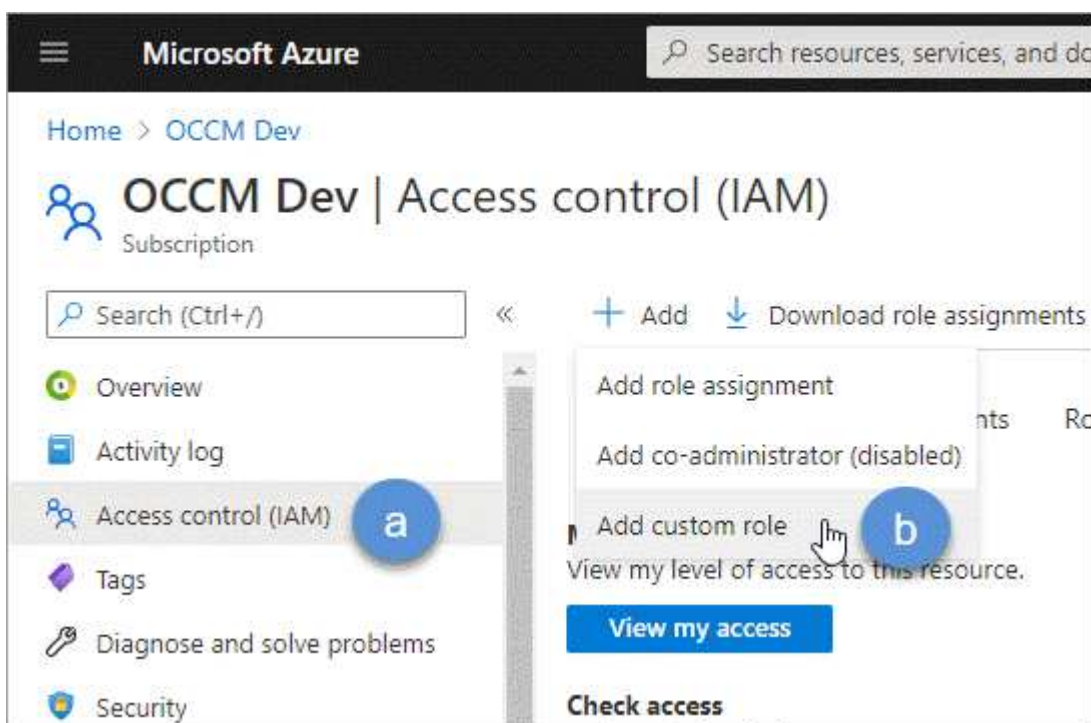 Microsoft Azure
Search resources, services, and do
Home > OCCM Dev
OCCM Dev | Access control (IAM)
Subscription
Search (Ctrl+/)
«
+ Add
Download role assignments
Overview
Add role assignment
Activity log
nts
Ro
Add co-administrator (disabled)
Access control (IAM)
a
Add custom role
b
Tags
View my level of access to this resource.
Diagnose and solve problems
View my access
Security
Check access